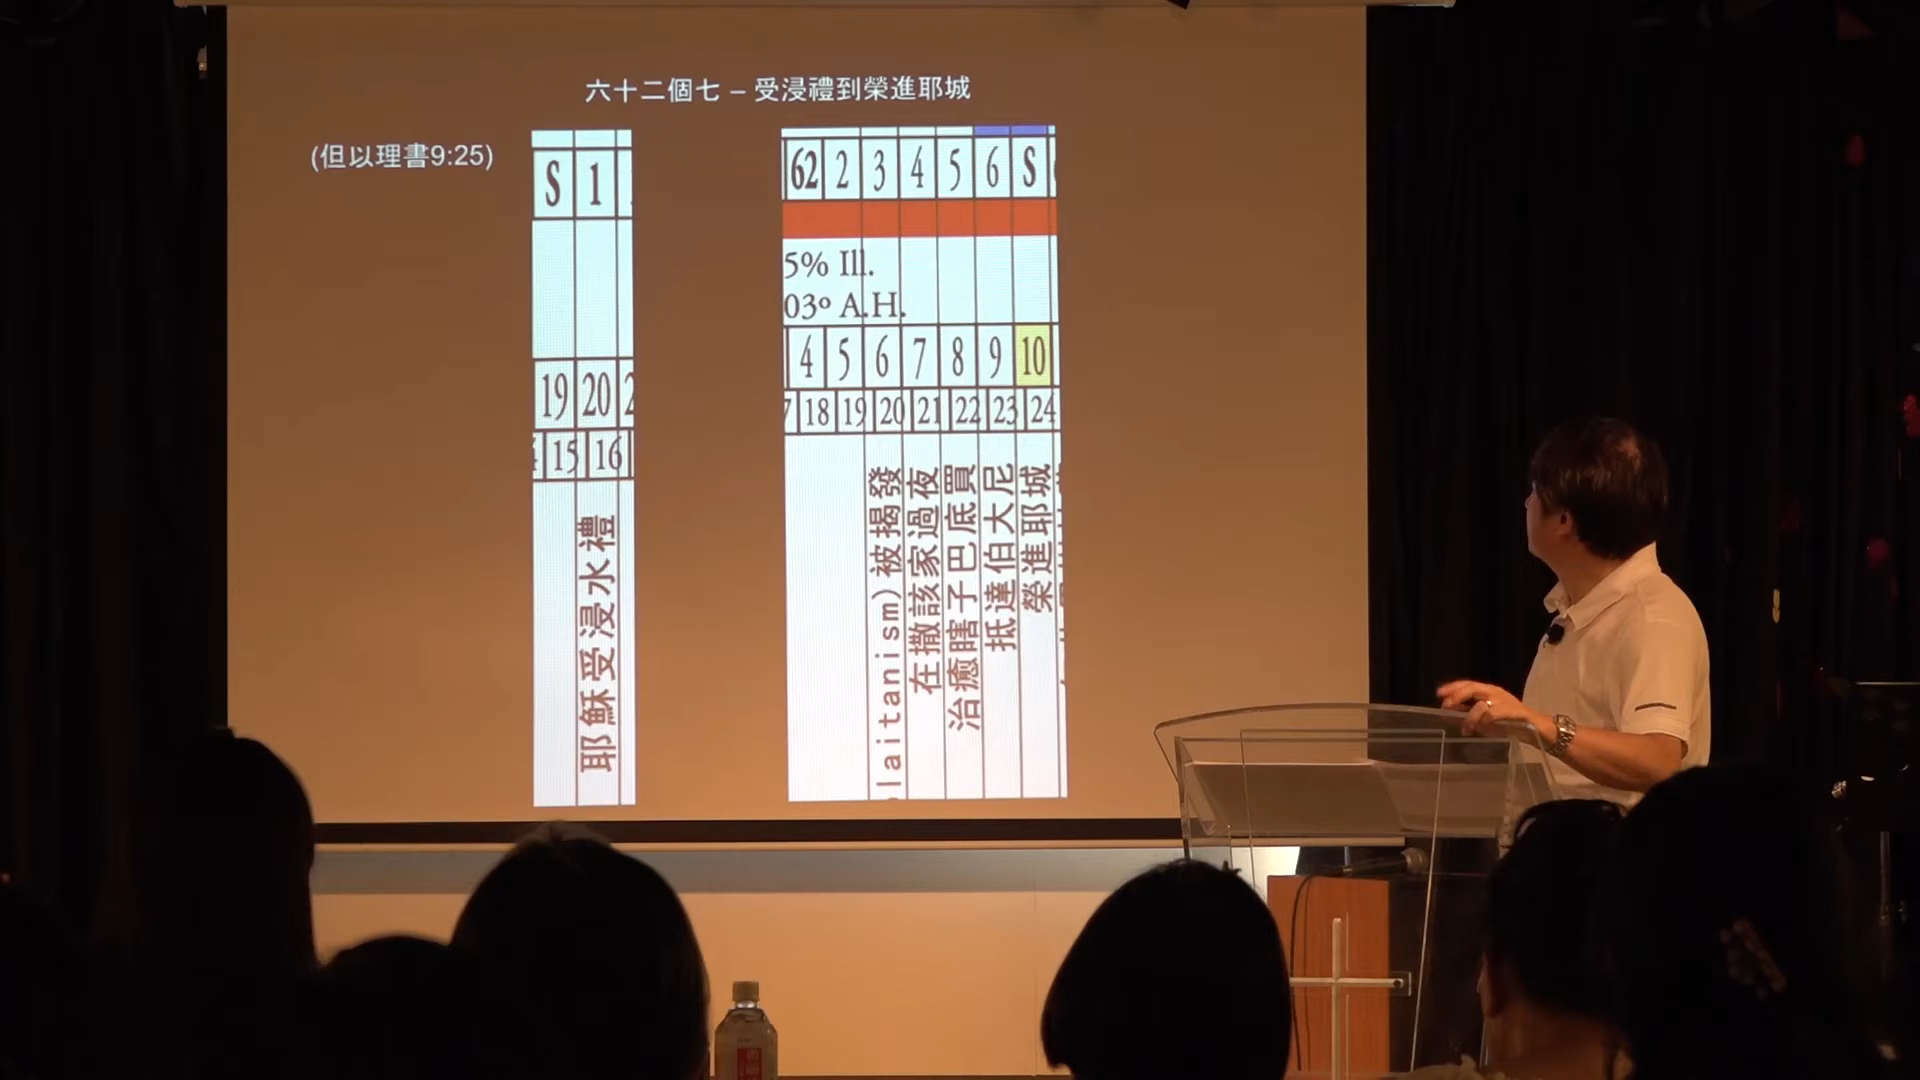 六十二個七 – 受浸禮到榮進耶城
(但以理書9:25)
S 1
19 20 2
15 16
耶穌受浸水禮
62 2 3 4 5 6 S
5% Ill.
03º A.H.
4 5 6 7 8 9 10
7 18 19 20 21 22 23 24
laitanism) 被揭發
在撒該家過夜
治癒瞎子巴底買
抵達伯大尼
榮進耶城